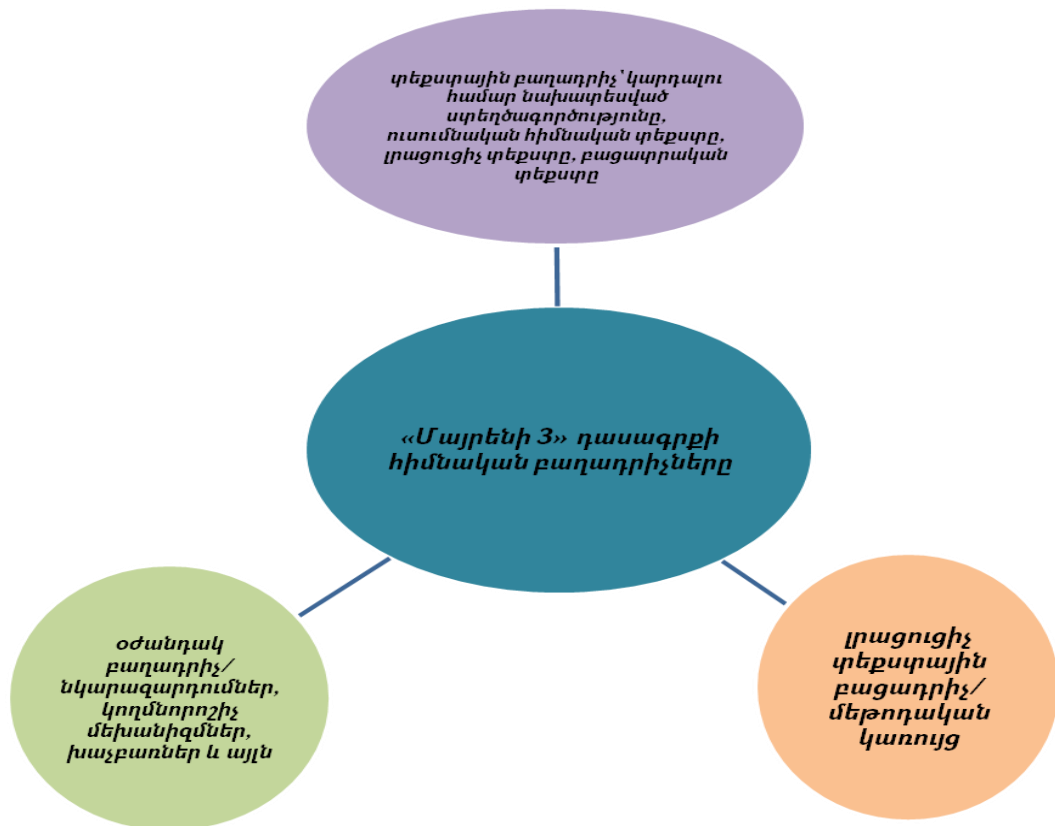 տեքստային բաղադրիչ՝ կարդալու
համար նախատեսված
ստեղծագործությունը,
ուսումնական հիմնական տեքստը,
լրացուցիչ տեքստը, բացատրական
տեքստը
«Մայրենի 3» դասագրքի
հիմնական բաղադրիչները
օժանդակ
բաղադրիչ/
նկարազարդումներ,
կողմնորոշիչ
մեխանիզմներ,
խաչբառներ և այլն
լրացուցիչ
տեքստային
բացադրիչ/
մեթոդական
կառույց